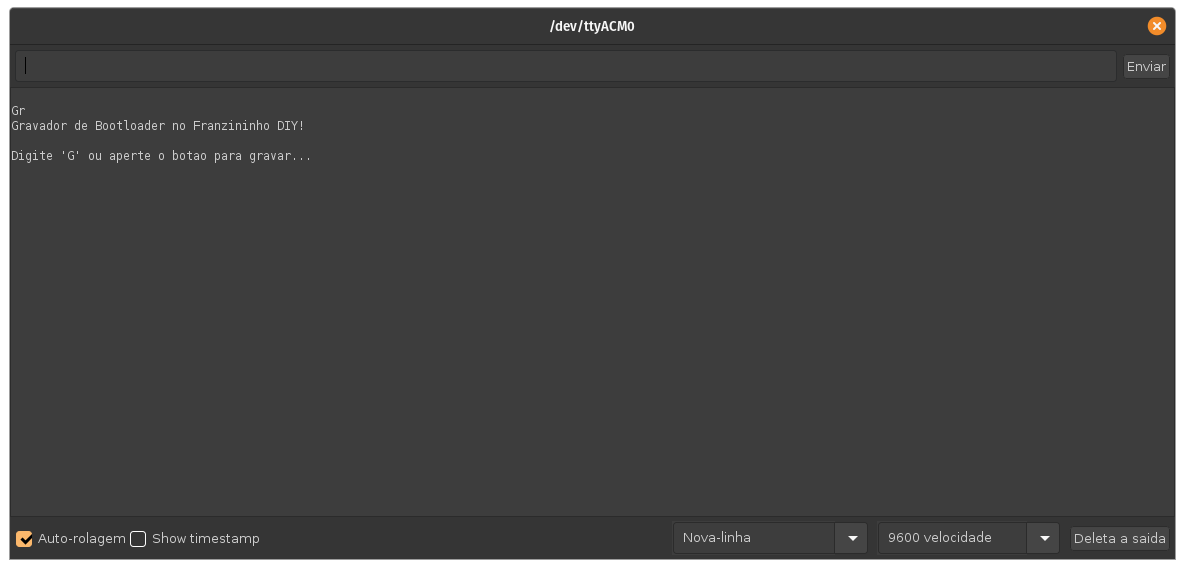 /dev/ttyACM0
Enviar
Gr
Gravador de Bootloader no Franzininho DIY!
Digite 'G' ou aperte o botao para gravar...
Auto-rolagem Show timestamp Nova-linha 9600 velocidade Deleta a saida